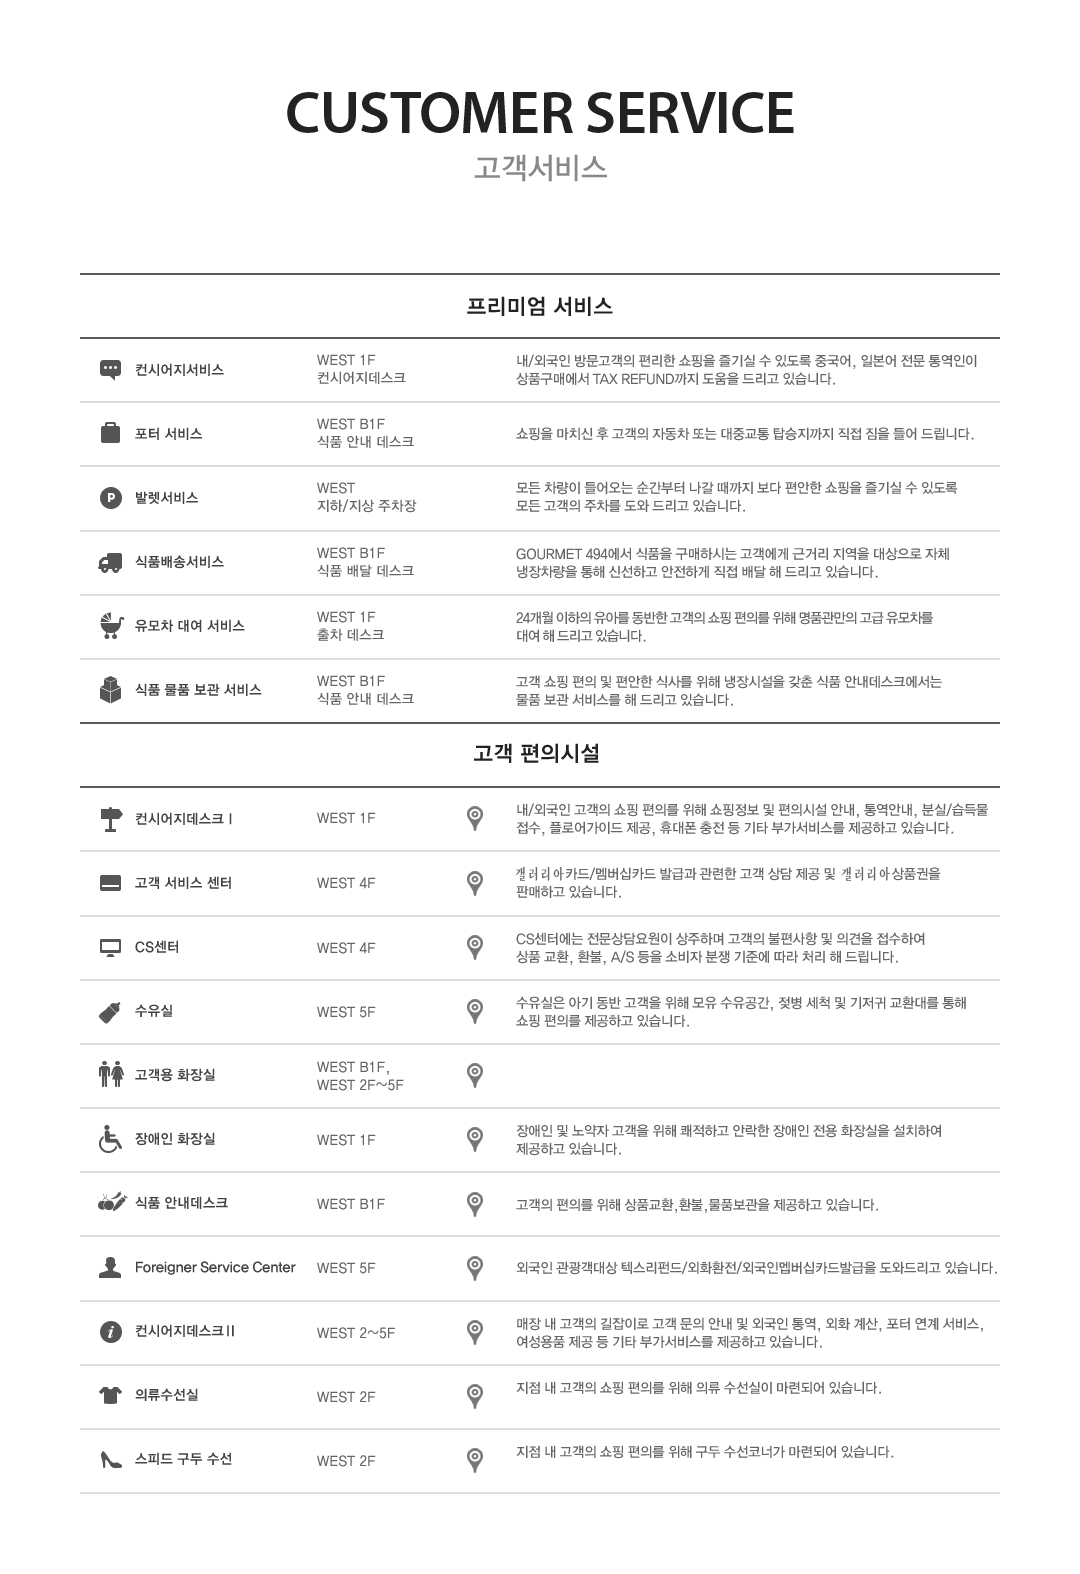 CUSTOMER SERVICE
고객서비스
프리미엄 서비스
컨시어지서비스
WEST 1F
컨시어지데스크
내/외국인 방문고객의 편리한 쇼핑을 즐기실 수 있도록 중국어, 일본어 전문 통역인이
상품구매에서 TAX REFUND까지 도움을 드리고 있습니다.
포터 서비스
WEST B1F
식품 안내 데스크
쇼핑을 마치신 후 고객의 자동차 또는 대중교통 탑승지까지 직접 짐을 들어 드립니다.
P
발렛서비스
WEST
지하/지상 주차장
모든 차량이 들어오는 순간부터 나갈 때까지 보다 편안한 쇼핑을 즐기실 수 있도록
모든 고객의 주차를 도와 드리고 있습니다.
식품배송서비스
WEST B1F
식품 배달 데스크
GOURMET 494에서 식품을 구매하시는 고객에게 근거리 지역을 대상으로 자체
냉장차량을 통해 신선하고 안전하게 직접 배달 해 드리고 있습니다.
유모차 대여 서비스
WEST 1F
출차 데스크
24개월 이하의 유아를 동반한 고객의 쇼핑 편의를 위해 명품관만의 고급 유모차를
대여 해 드리고 있습니다.
식품 물품 보관 서비스
WEST B1F
식품 안내 데스크
고객 쇼핑 편의 및 편안한 식사를 위해 냉장시설을 갖춘 식품 안내데스크에서는
물품 보관 서비스를 해 드리고 있습니다.
고객 편의시설
컨시어지데스크Ⅰ
WEST 1F
내/외국인 고객의 쇼핑 편의를 위해 쇼핑정보 및 편의시설 안내, 통역안내, 분실/습득물
접수, 플로어가이드 제공, 휴대폰 충전 등 기타 부가서비스를 제공하고 있습니다.
고객 서비스 센터
WEST 4F
갤러리아카드/멤버십카드 발급과 관련한 고객 상담 제공 및 갤러리아상품권을
판매하고 있습니다.
CS센터
WEST 4F
CS센터에는 전문상담요원이 상주하며 고객의 불편사항 및 의견을 접수하여
상품 교환, 환불, A/S 등을 소비자 분쟁 기준에 따라 처리 해 드립니다.
수유실
WEST 5F
수유실은 아기 동반 고객을 위해 모유 수유공간, 젖병 세척 및 기저귀 교환대를 통해
쇼핑 편의를 제공하고 있습니다.
고객용 화장실
WEST B1F,
WEST 2F~5F
장애인 화장실
WEST 1F
장애인 및 노약자 고객을 위해 쾌적하고 안락한 장애인 전용 화장실을 설치하여
제공하고 있습니다.
식품 안내데스크
WEST B1F
고객의 편의를 위해 상품교환,환불,물품보관을 제공하고 있습니다.
Foreigner Service Center
WEST 5F
외국인 관광객대상 텍스리펀드/외화환전/외국인멥버십카드발급을 도와드리고 있습니다.
i
컨시어지데스크ⅠⅠ
WEST 2~5F
매장 내 고객의 길잡이로 고객 문의 안내 및 외국인 통역, 외화 계산, 포터 연계 서비스,
여성용품 제공 등 기타 부가서비스를 제공하고 있습니다.
의류수선실
WEST 2F
지점 내 고객의 쇼핑 편의를 위해 의류 수선실이 마련되어 있습니다.
스피드 구두 수선
WEST 2F
지점 내 고객의 쇼핑 편의를 위해 구두 수선코너가 마련되어 있습니다.